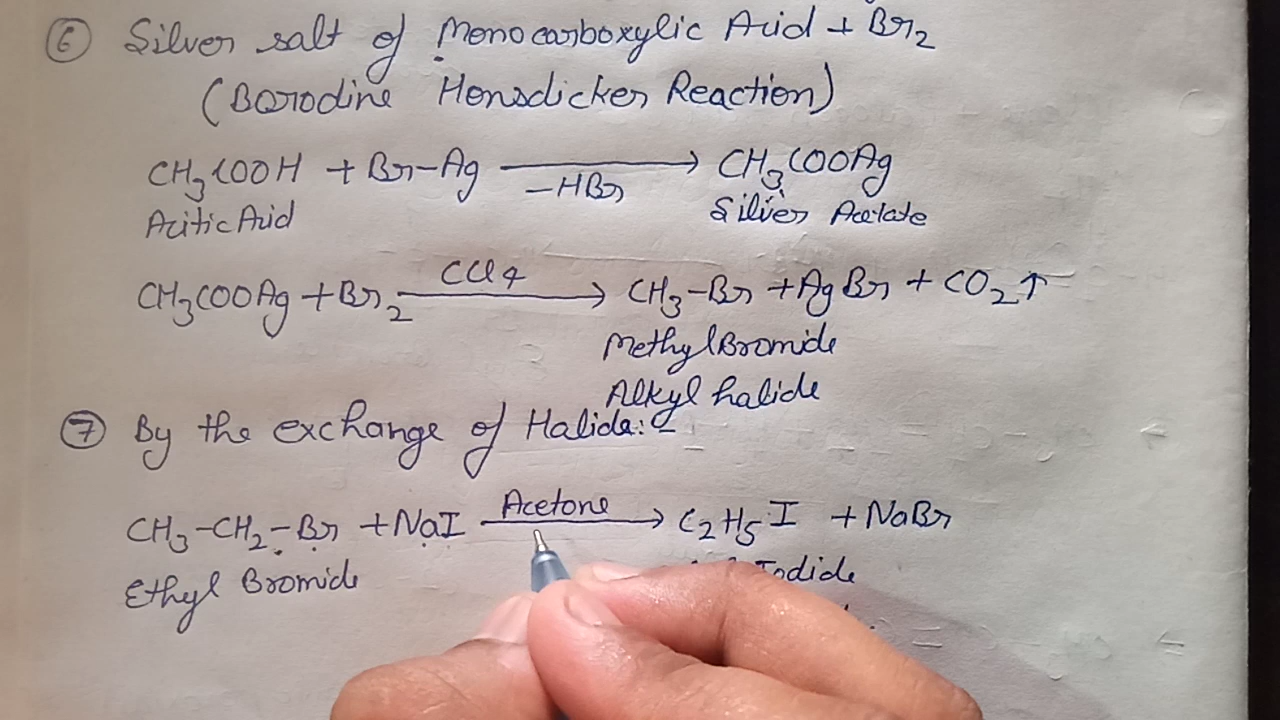 ⑥ Silver salt of Monocarboxylic Acid + Br2
(Borodine Hensdicker Reaction)
CH3COOH + Br-Ag → CH3COOAg
-HBr
Acitic Acid Silver Acetate
CH3COOAg + Br2 CCl4 → CH3-Br + AgBr + CO2↑
Methyl Bromide
Alkyl halide
⑦ By the exchange of Halide:-
CH3-CH2-Br + NaI Acetone → C2H5I + NaBr
Ethyl Bromide Iodide